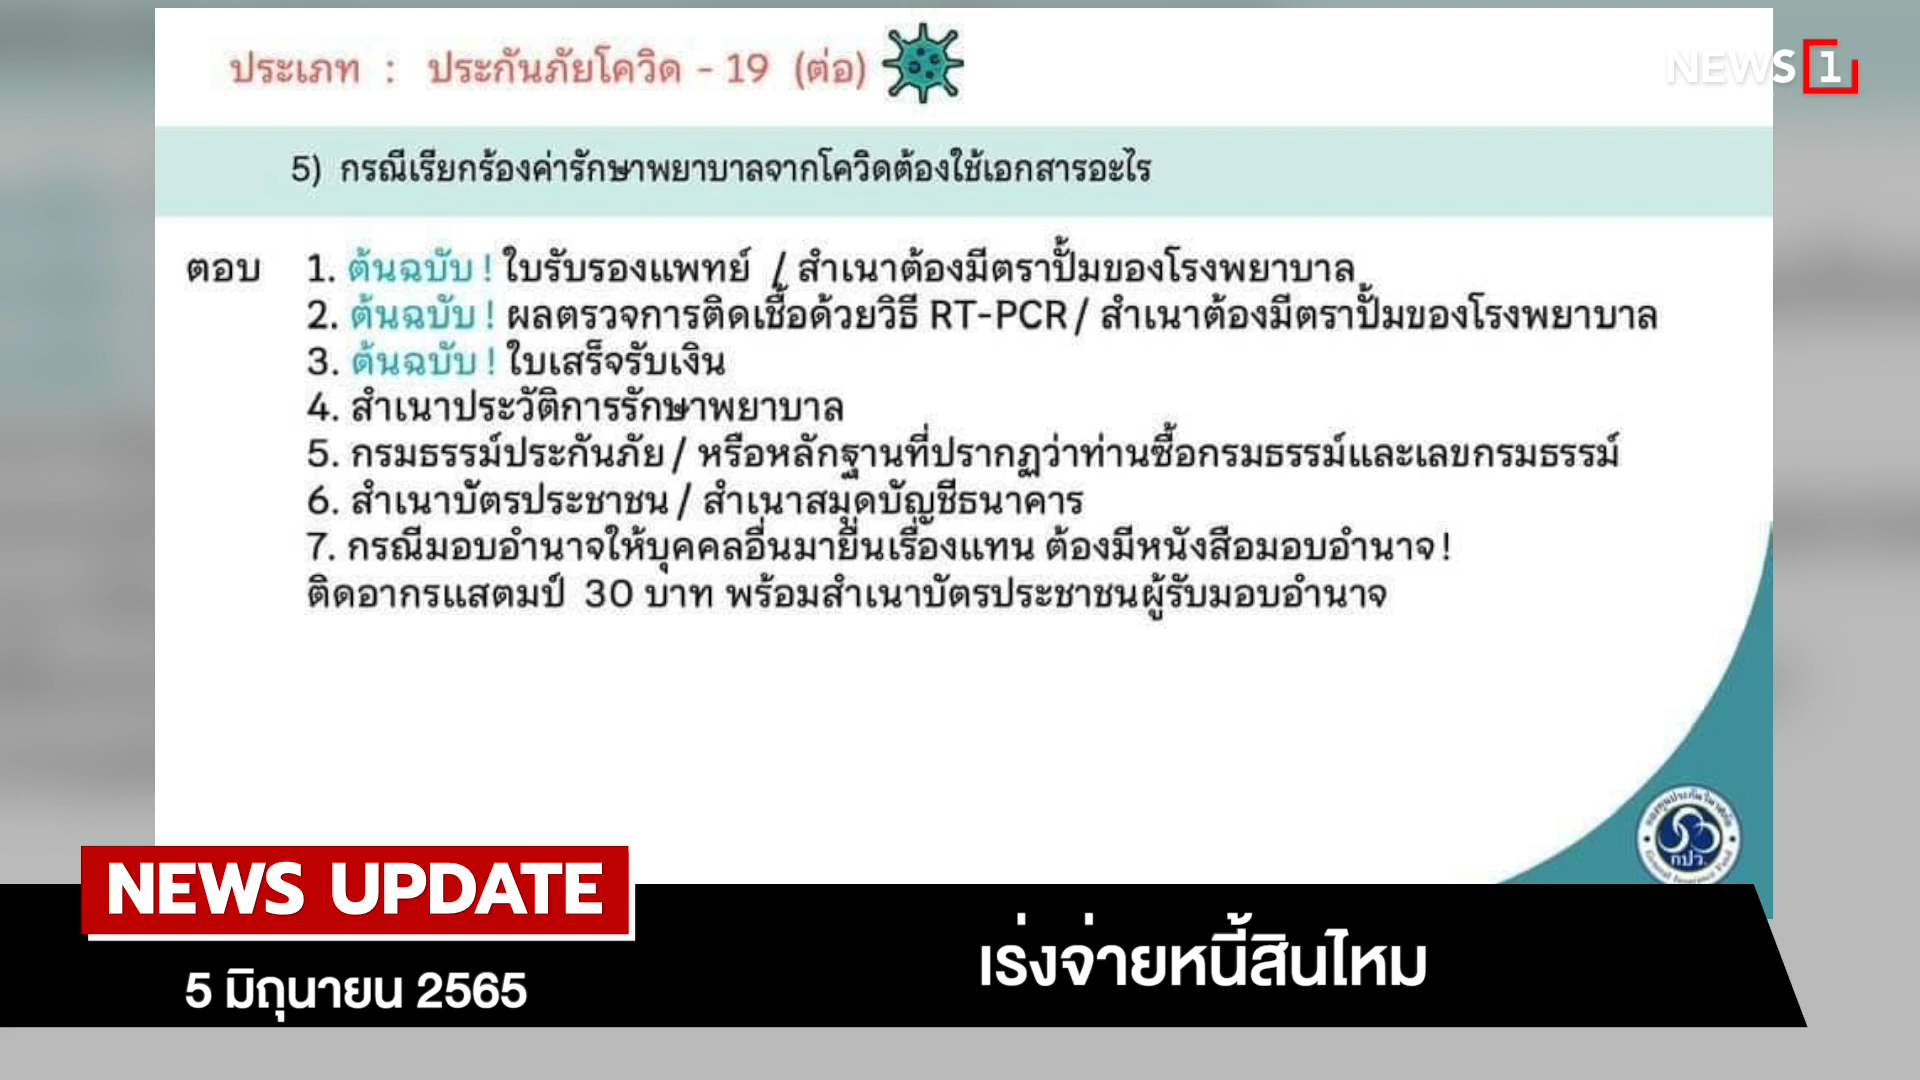 ประเภท : ประกันภัยโควิด - 19 (ต่อ)
NEWS 1
5) กรณีเรียกร้องค่ารักษาพยาบาลจากโควิดต้องใช้เอกสารอะไร
ตอบ 1. ต้นฉบับ ! ใบรับรองแพทย์ / สำเนาต้องมีตราปั้มของโรงพยาบาล
2. ต้นฉบับ ! ผลตรวจการติดเชื้อด้วยวิธี RT-PCR / สำเนาต้องมีตราปั้มของโรงพยาบาล
3. ต้นฉบับ ! ใบเสร็จรับเงิน
4. สำเนาประวัติการรักษาพยาบาล
5. กรมธรรม์ประกันภัย / หรือหลักฐานที่ปรากฏว่าท่านซื้อกรมธรรม์และเลขกรมธรรม์
6. สำเนาบัตรประชาชน / สำเนาสมุดบัญชีธนาคาร
7. กรณีมอบอำนาจให้บุคคลอื่นมายื่นเรื่องแทน ต้องมีหนังสือมอบอำนาจ !
ติดอากรแสตมป์ 30 บาท พร้อมสำเนาบัตรประชาชนผู้รับมอบอำนาจ
กองทุนประกันวินาศภัย
กปว.
General Insurance Fund
NEWS UPDATE
เร่งจ่ายหนี้สินไหม
5 มิถุนายน 2565